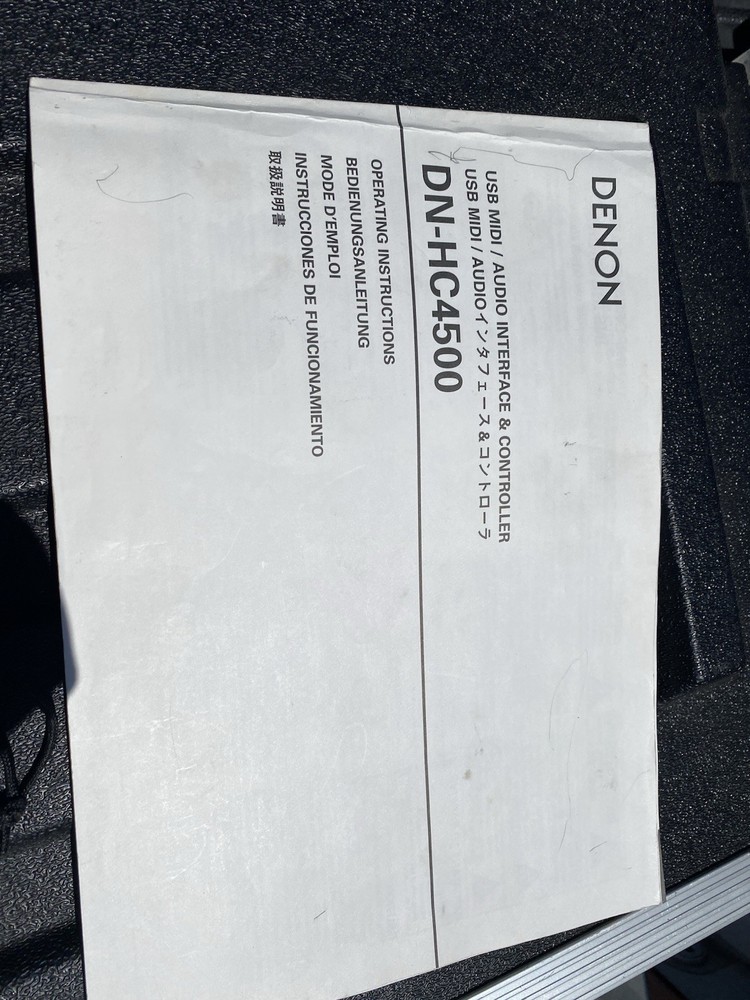 DENON
USB MIDI / AUDIO INTERFACE & CONTROLLER
USB MIDI / AUDIOインタフェース&コントローラ
DN-HC4500
OPERATING INSTRUCTIONS
BEDIENUNGSANLEITUNG
MODE D'EMPLOI
INSTRUCCIONES DE FUNCIONAMIENTO
取扱説明書